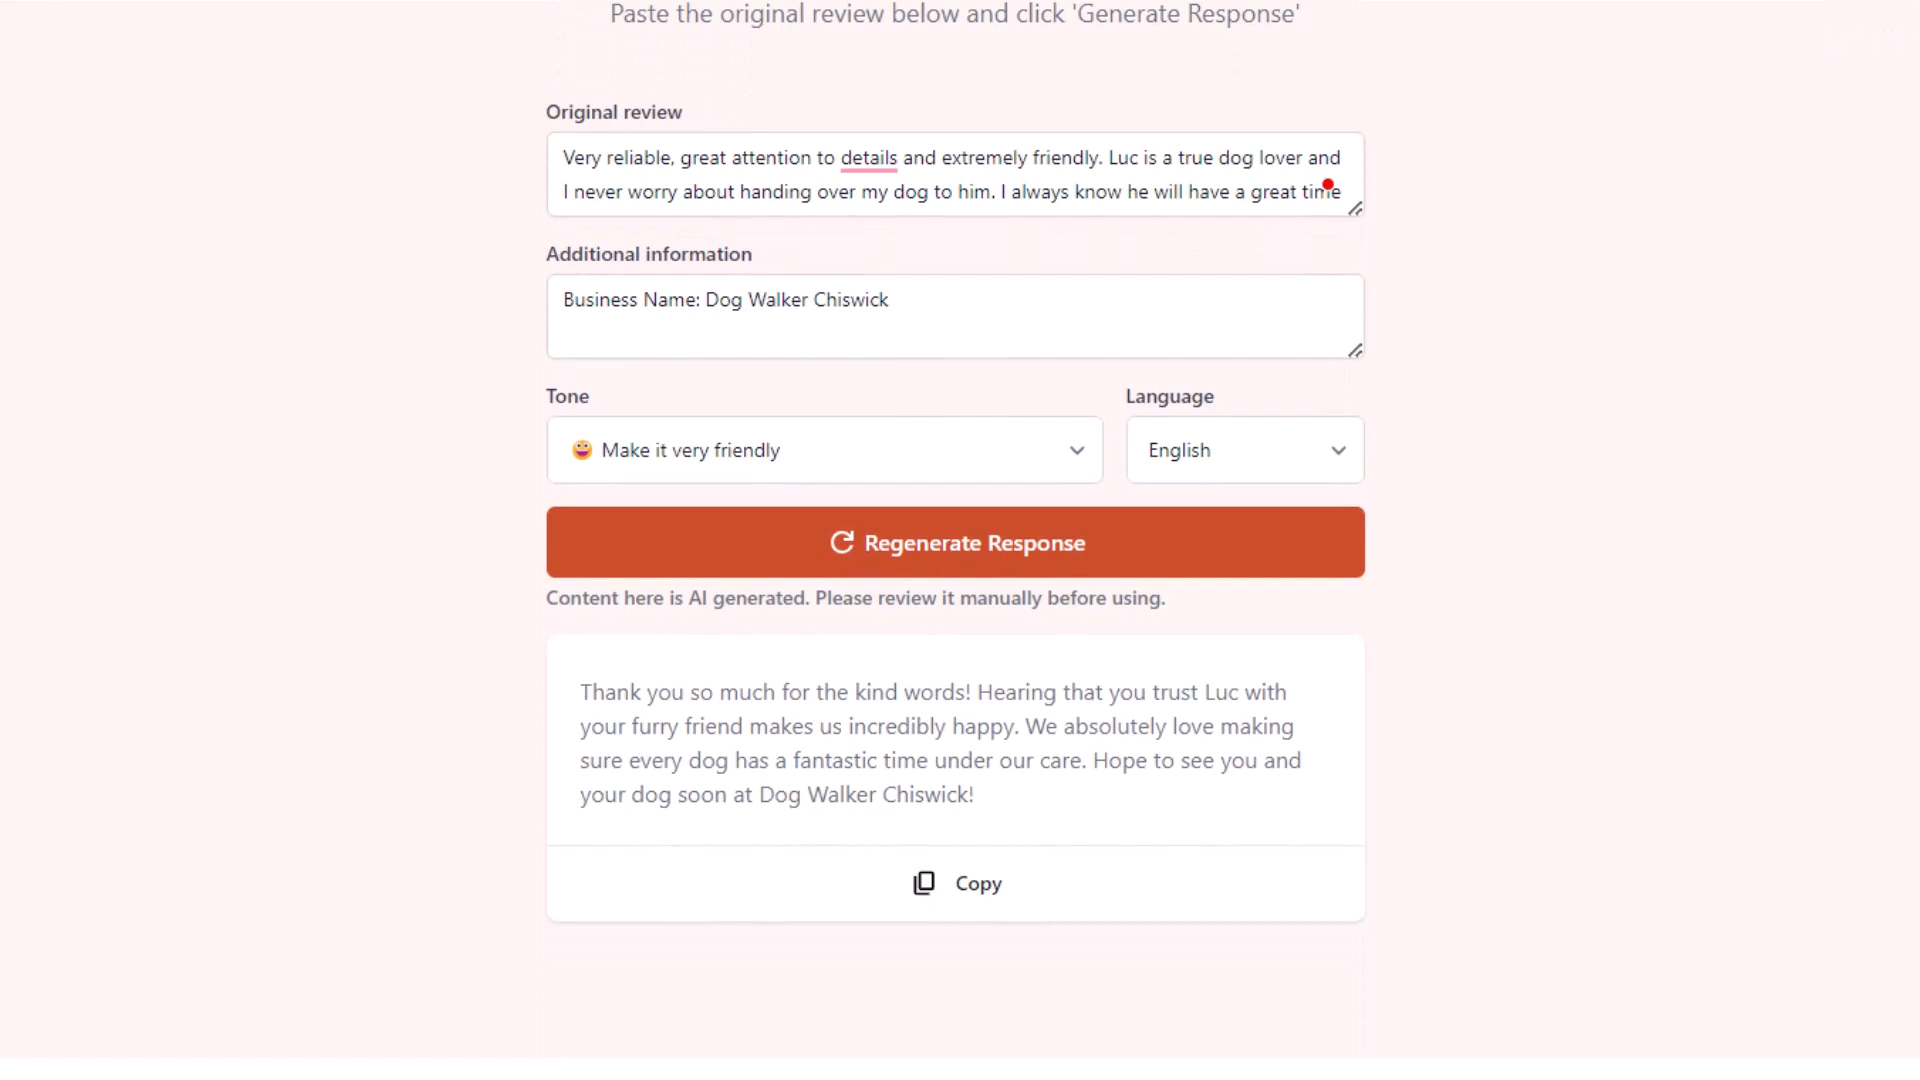 Paste the original review below and click 'Generate Response'
Original review
Very reliable, great attention to details and extremely friendly. Luc is a true dog lover and
I never worry about handing over my dog to him. I always know he will have a great time
Additional information
Business Name: Dog Walker Chiswick
Tone
Language
Make it very friendly
English
Regenerate Response
Content here is AI generated. Please review it manually before using.
Thank you so much for the kind words! Hearing that you trust Luc with
your furry friend makes us incredibly happy. We absolutely love making
sure every dog has a fantastic time under our care. Hope to see you and
your dog soon at Dog Walker Chiswick!
Copy